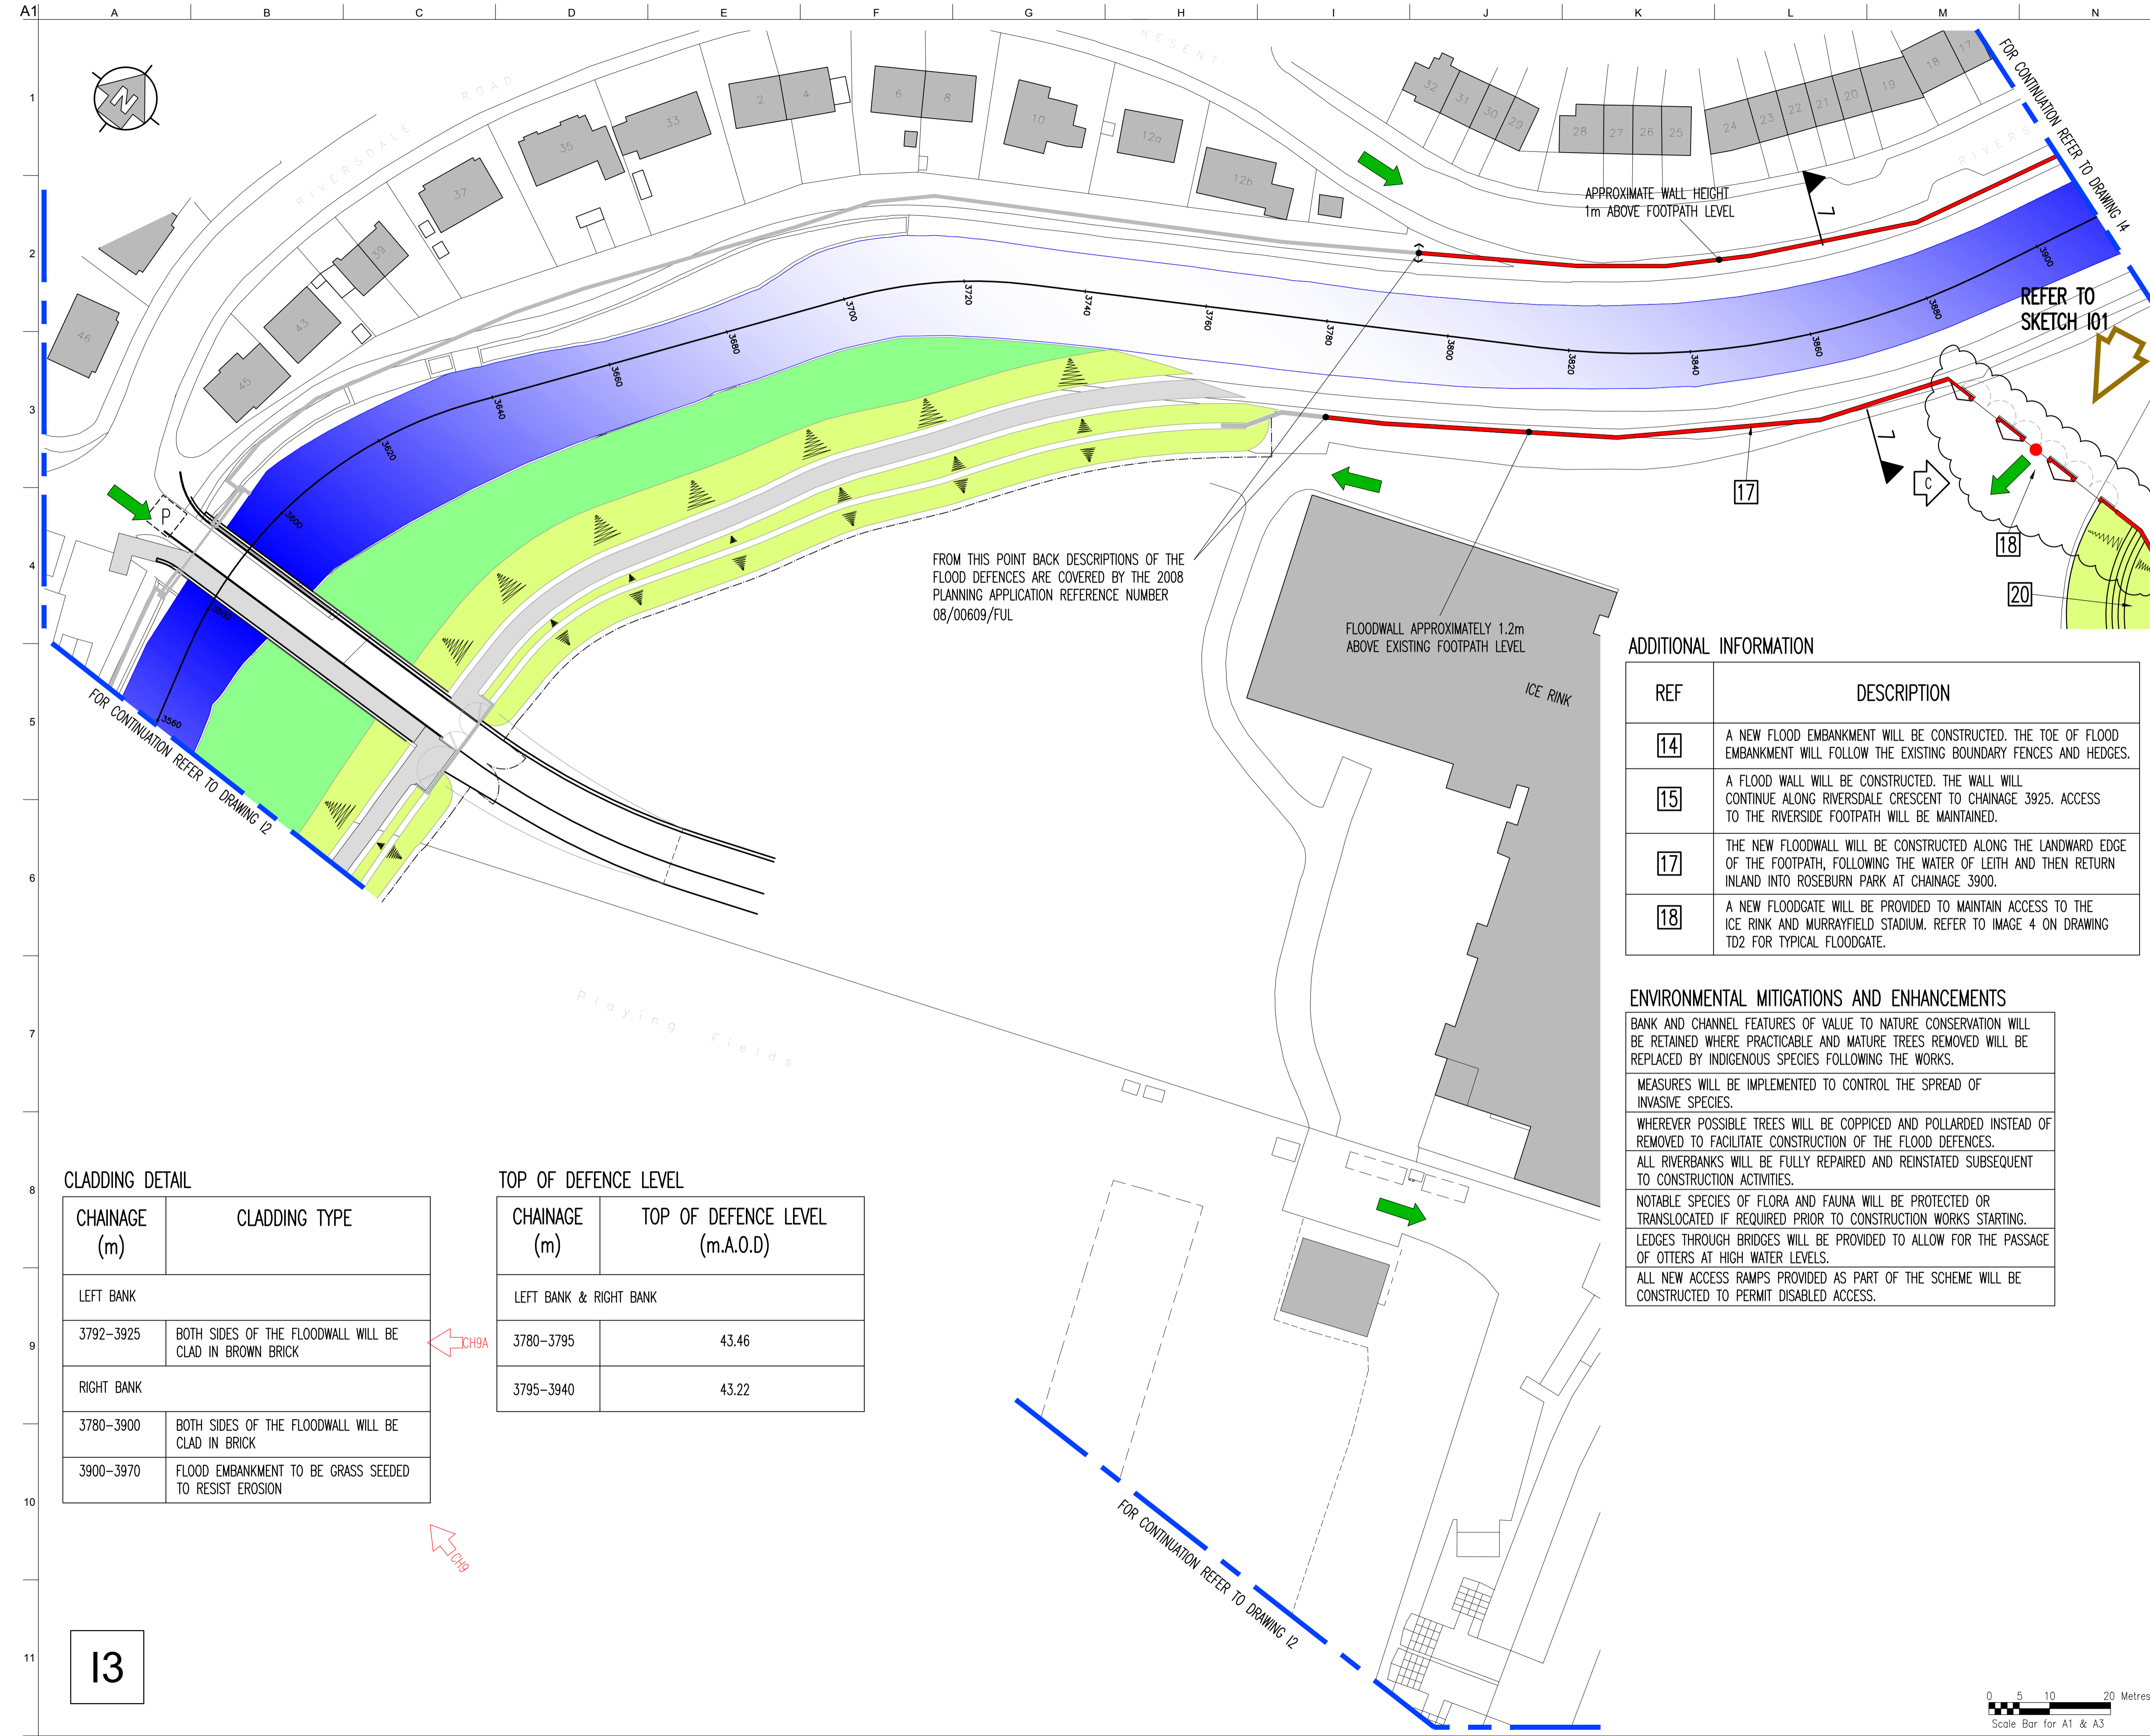 A1
A B C D E F G H I J K L M N
1
2
3
4
5
6
7
8
9
10
11
N
RIVERSDALE ROAD
RESENT
RIVERS
46
45
43
39
37
35
33
2
4
6
8
10
12a
12b
32
31
30
29
28
27
26
25
24
23
22
21
20
19
18
17
FOR CONTINUATION REFER TO DRAWING I4
APPROXIMATE WALL HEIGHT
1m ABOVE FOOTPATH LEVEL
7
7
REFER TO
SKETCH I01
3560
3580
3600
3620
3640
3660
3680
3700
3720
3740
3760
3780
3800
3820
3840
3860
3880
3900
P
C
17
18
20
FROM THIS POINT BACK DESCRIPTIONS OF THE
FLOOD DEFENCES ARE COVERED BY THE 2008
PLANNING APPLICATION REFERENCE NUMBER
08/00609/FUL
FLOODWALL APPROXIMATELY 1.2m
ABOVE EXISTING FOOTPATH LEVEL
ICE RINK
FOR CONTINUATION REFER TO DRAWING I2
Playing Fields
ADDITIONAL INFORMATION
REF DESCRIPTION
14 A NEW FLOOD EMBANKMENT WILL BE CONSTRUCTED. THE TOE OF FLOOD
EMBANKMENT WILL FOLLOW THE EXISTING BOUNDARY FENCES AND HEDGES.
15 A FLOOD WALL WILL BE CONSTRUCTED. THE WALL WILL
CONTINUE ALONG RIVERSDALE CRESCENT TO CHAINAGE 3925. ACCESS
TO THE RIVERSIDE FOOTPATH WILL BE MAINTAINED.
17 THE NEW FLOODWALL WILL BE CONSTRUCTED ALONG THE LANDWARD EDGE
OF THE FOOTPATH, FOLLOWING THE WATER OF LEITH AND THEN RETURN
INLAND INTO ROSEBURN PARK AT CHAINAGE 3900.
18 A NEW FLOODGATE WILL BE PROVIDED TO MAINTAIN ACCESS TO THE
ICE RINK AND MURRAYFIELD STADIUM. REFER TO IMAGE 4 ON DRAWING
TD2 FOR TYPICAL FLOODGATE.
ENVIRONMENTAL MITIGATIONS AND ENHANCEMENTS
BANK AND CHANNEL FEATURES OF VALUE TO NATURE CONSERVATION WILL
BE RETAINED WHERE PRACTICABLE AND MATURE TREES REMOVED WILL BE
REPLACED BY INDIGENOUS SPECIES FOLLOWING THE WORKS.
MEASURES WILL BE IMPLEMENTED TO CONTROL THE SPREAD OF
INVASIVE SPECIES.
WHEREVER POSSIBLE TREES WILL BE COPPICED AND POLLARDED INSTEAD OF
REMOVED TO FACILITATE CONSTRUCTION OF THE FLOOD DEFENCES.
ALL RIVERBANKS WILL BE FULLY REPAIRED AND REINSTATED SUBSEQUENT
TO CONSTRUCTION ACTIVITIES.
NOTABLE SPECIES OF FLORA AND FAUNA WILL BE PROTECTED OR
TRANSLOCATED IF REQUIRED PRIOR TO CONSTRUCTION WORKS STARTING.
LEDGES THROUGH BRIDGES WILL BE PROVIDED TO ALLOW FOR THE PASSAGE
OF OTTERS AT HIGH WATER LEVELS.
ALL NEW ACCESS RAMPS PROVIDED AS PART OF THE SCHEME WILL BE
CONSTRUCTED TO PERMIT DISABLED ACCESS.
CLADDING DETAIL
CHAINAGE
(m)
CLADDING TYPE
LEFT BANK
3792-3925 BOTH SIDES OF THE FLOODWALL WILL BE
CLAD IN BROWN BRICK
RIGHT BANK
3780-3900 BOTH SIDES OF THE FLOODWALL WILL BE
CLAD IN BRICK
3900-3970 FLOOD EMBANKMENT TO BE GRASS SEEDED
TO RESIST EROSION
CH9A
CH9
TOP OF DEFENCE LEVEL
CHAINAGE
(m)
TOP OF DEFENCE LEVEL
(m.A.O.D)
LEFT BANK & RIGHT BANK
3780-3795 43.46
3795-3940 43.22
FOR CONTINUATION REFER TO DRAWING I2
I3
0 5 10 20 Metres
Scale Bar for A1 & A3